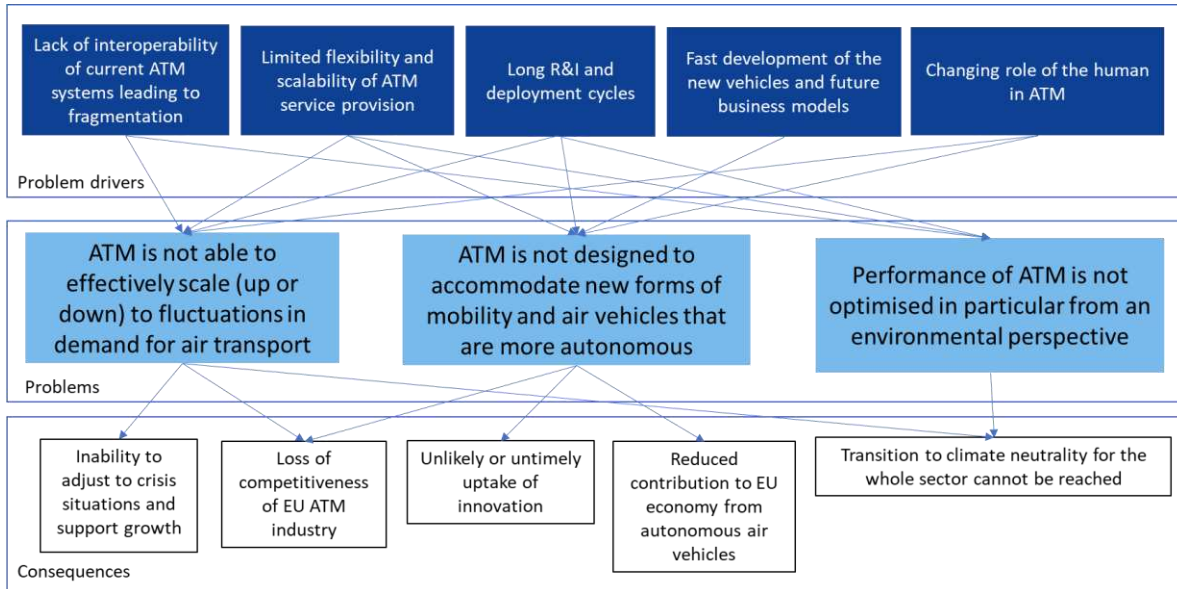 Lack of interoperability
of current ATM
systems leading to
fragmentation
Limited flexibility and
scalability of ATM
service provision
Long R&I and
deployment cycles
Fast development of the
new vehicles and future
business models
Changing role of the human
in ATM
Problem drivers
ATM is not able to
effectively scale (up or
down) to fluctuations in
demand for air transport
ATM is not designed to
accommodate new forms of
mobility and air vehicles that
are more autonomous
Performance of ATM is not
optimised in particular from an
environmental perspective
Problems
Inability to
adjust to crisis
situations and
support growth
Loss of
competitiveness
of EU ATM
industry
Unlikely or untimely
uptake of
innovation
Reduced
contribution to EU
economy from
autonomous air
vehicles
Transition to climate neutrality for the
whole sector cannot be reached
Consequences